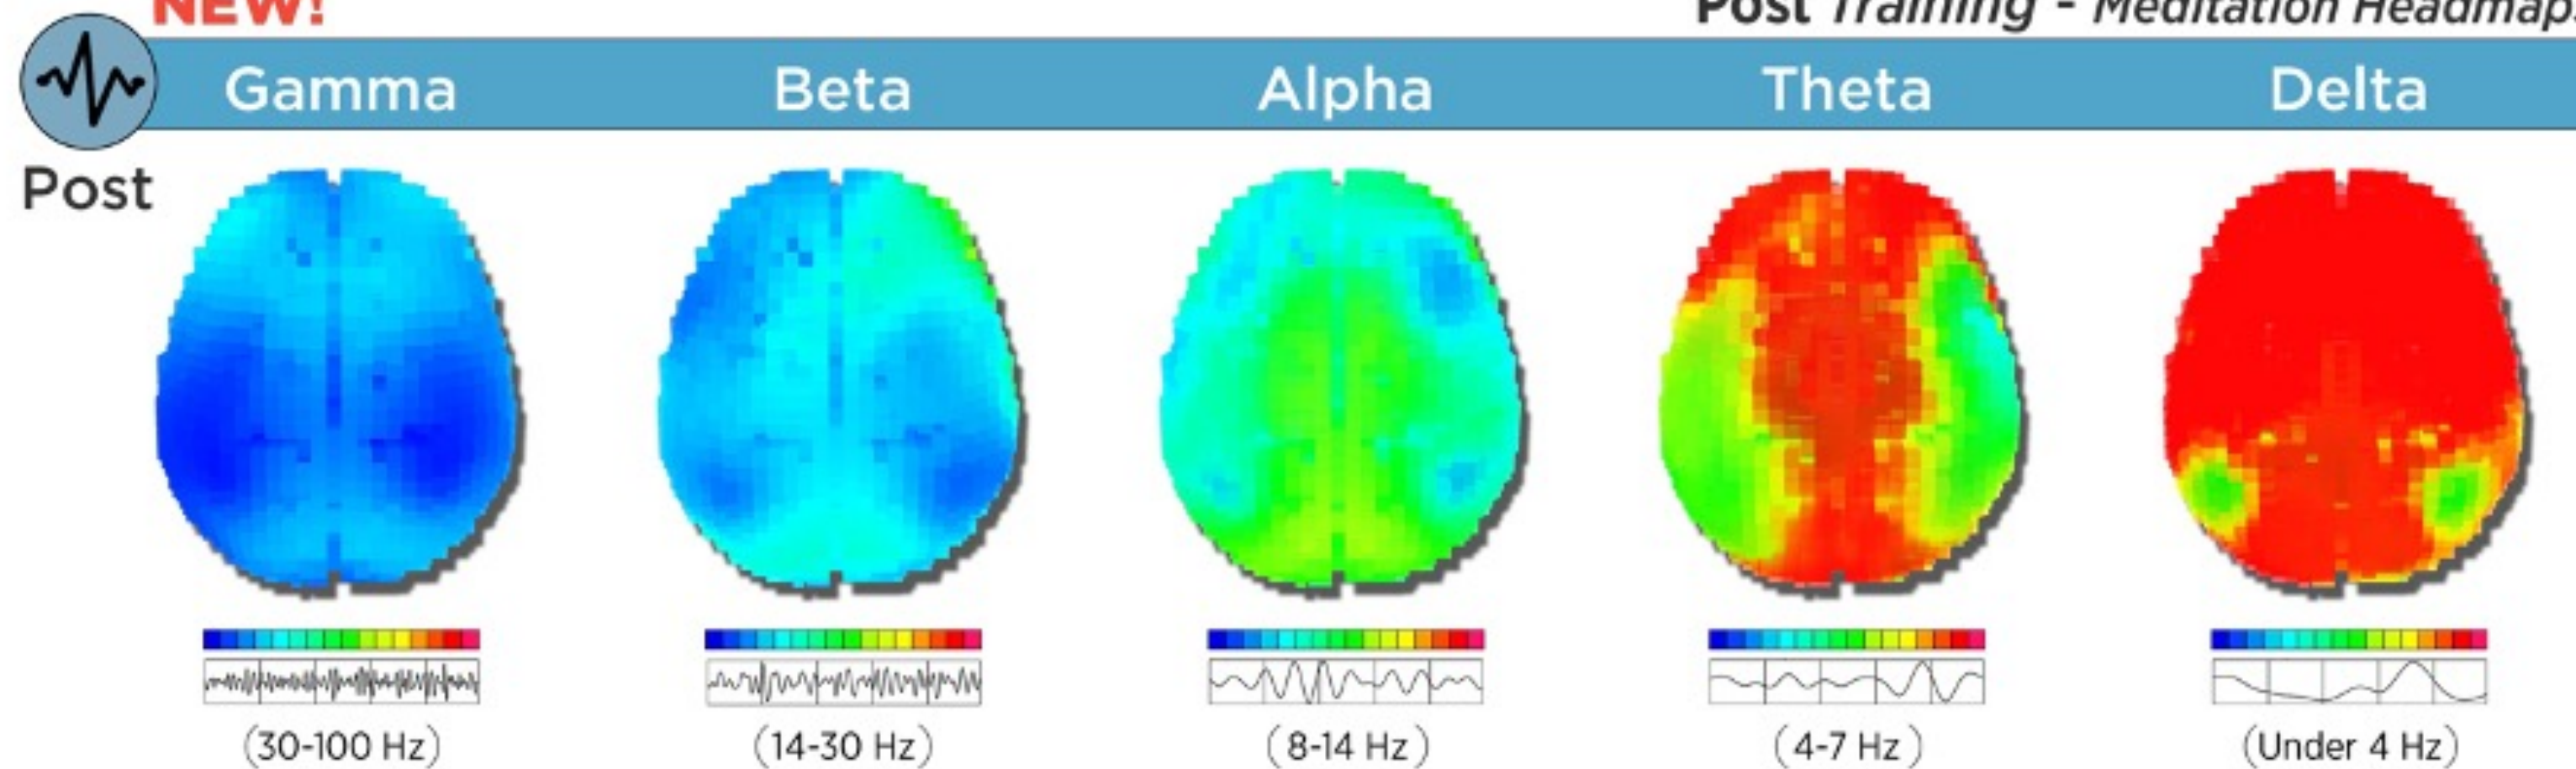 NEW!
Post Training - Meditation Headmaps
Gamma Beta Alpha Theta Delta
Post
(30-100 Hz) (14-30 Hz) (8-14 Hz) (4-7 Hz) (Under 4 Hz)